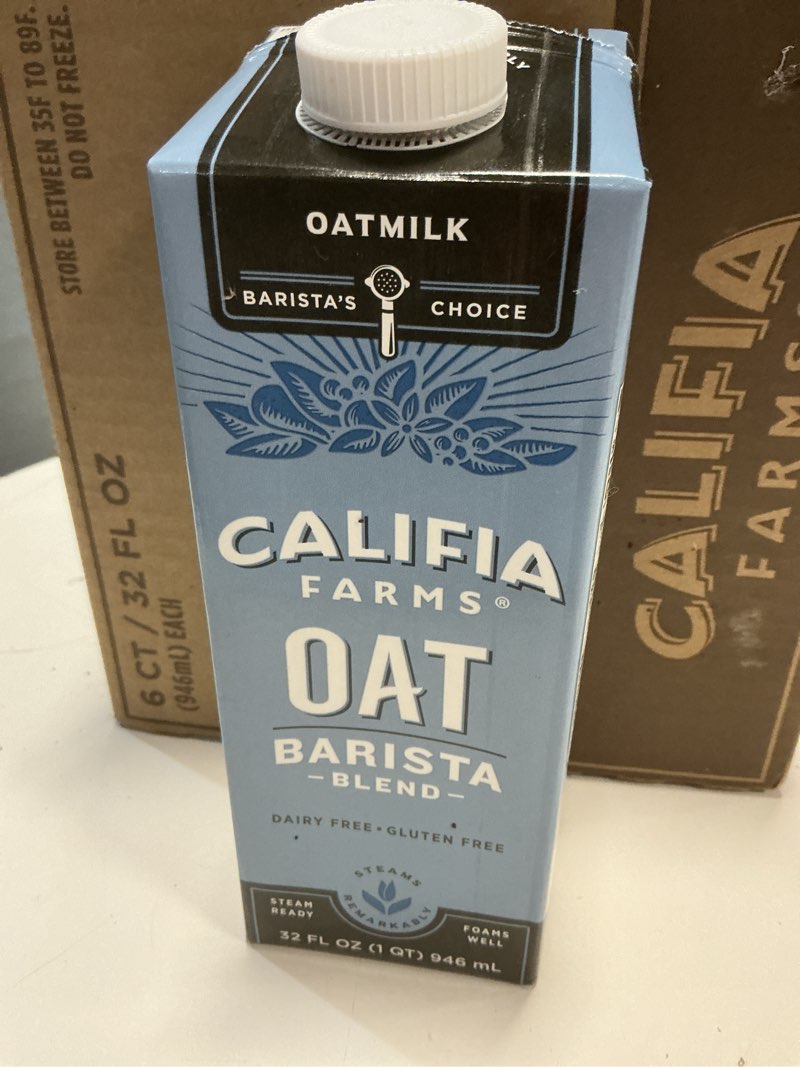 OATMILK
BARISTA'S CHOICE
CALIFIA
FARMS®
OAT
BARISTA
-BLEND-
DAIRY FREE • GLUTEN FREE
STEAMS
REMARKABLY
STEAM
READY
FOAMS
WELL
32 FL OZ (1 QT) 946 mL
STORE BETWEEN 35F TO 89F.
DO NOT FREEZE.
6 CT / 32 FL OZ
(946mL) EACH
CALIFIA
FARMS